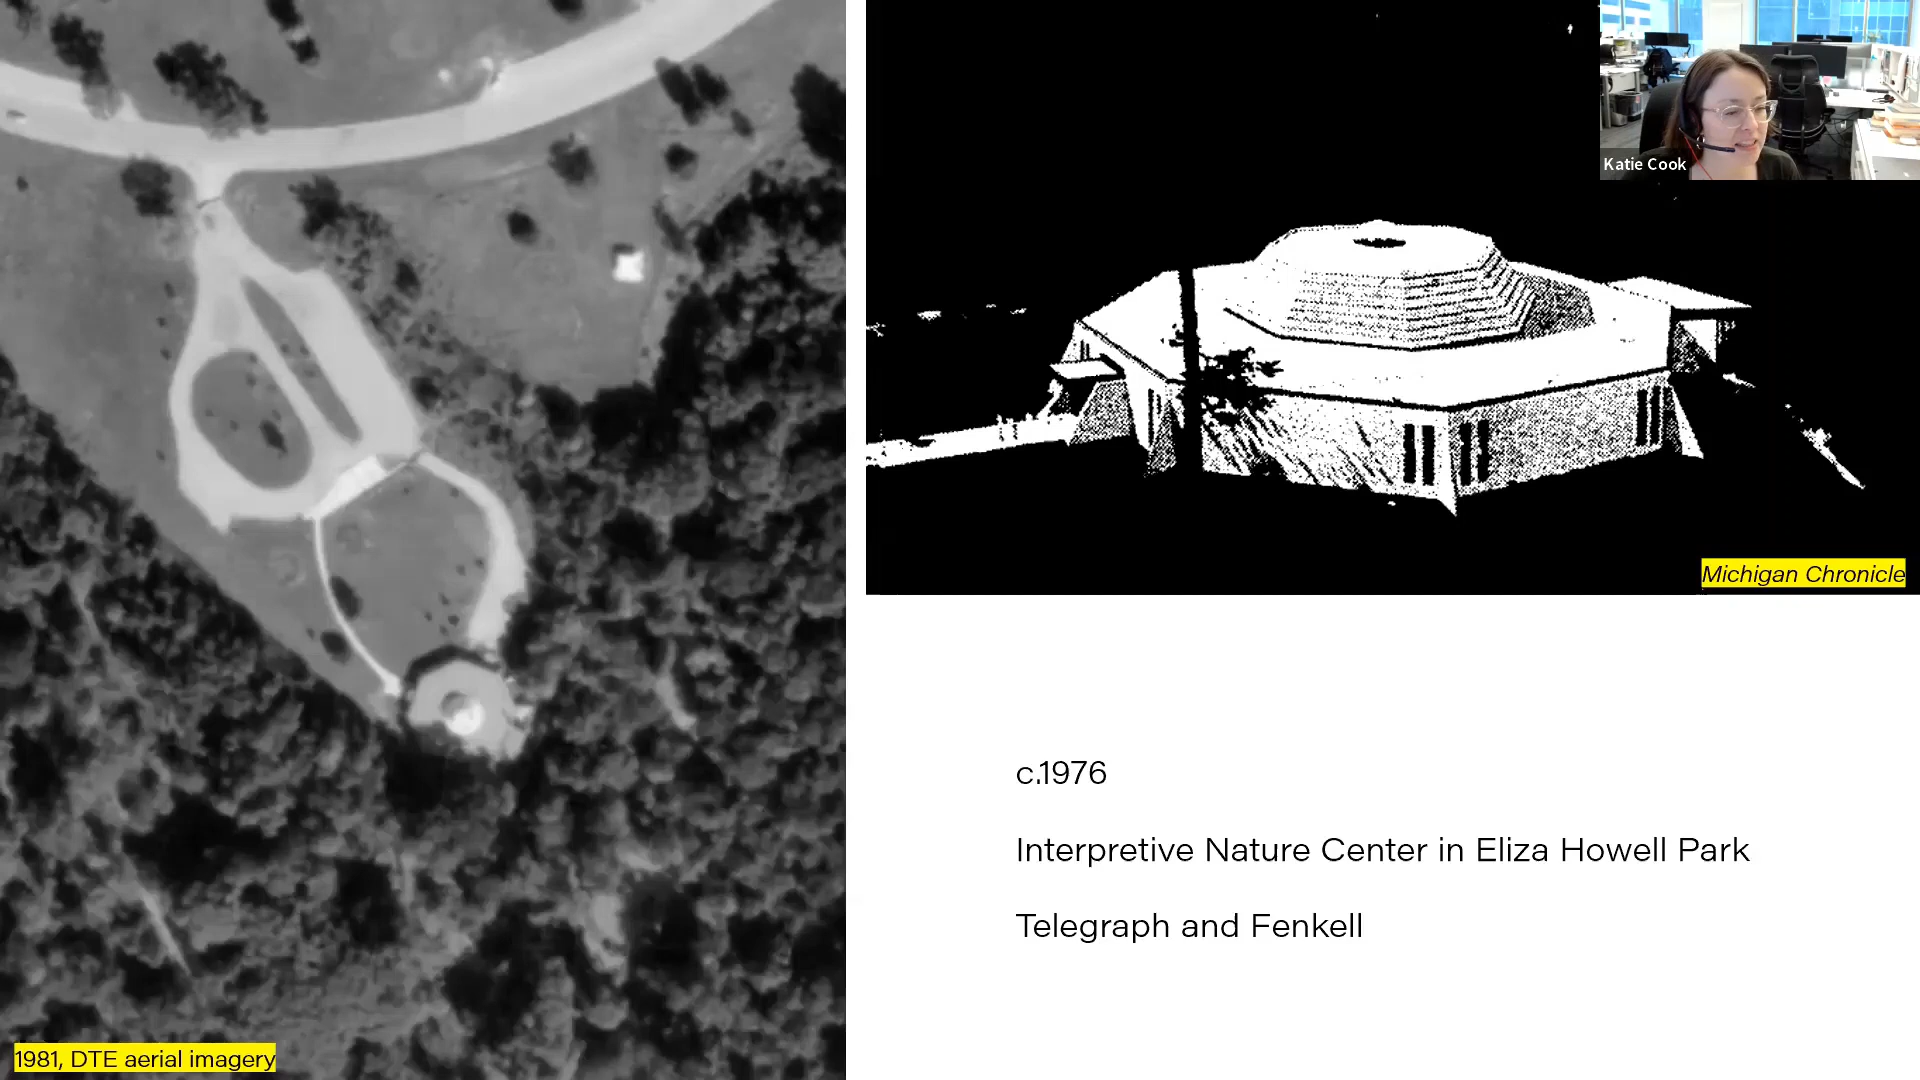 Katie Cook
Michigan Chronicle
c.1976
Interpretive Nature Center in Eliza Howell Park
Telegraph and Fenkell
1981, DTE aerial imagery